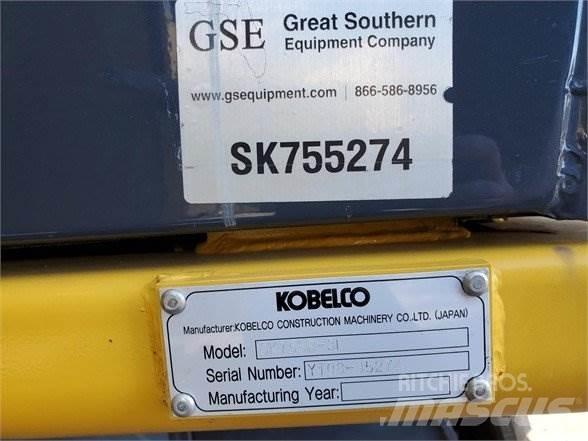 GSE Great Southern
Equipment Company
www.gsequipment.com | 866-586-8956
SK755274
KOBELCO
Manufacturer:KOBELCO CONSTRUCTION MACHINERY CO.,LTD. (JAPAN)
Model:
Serial Number:
Manufacturing Year:
MASCUS